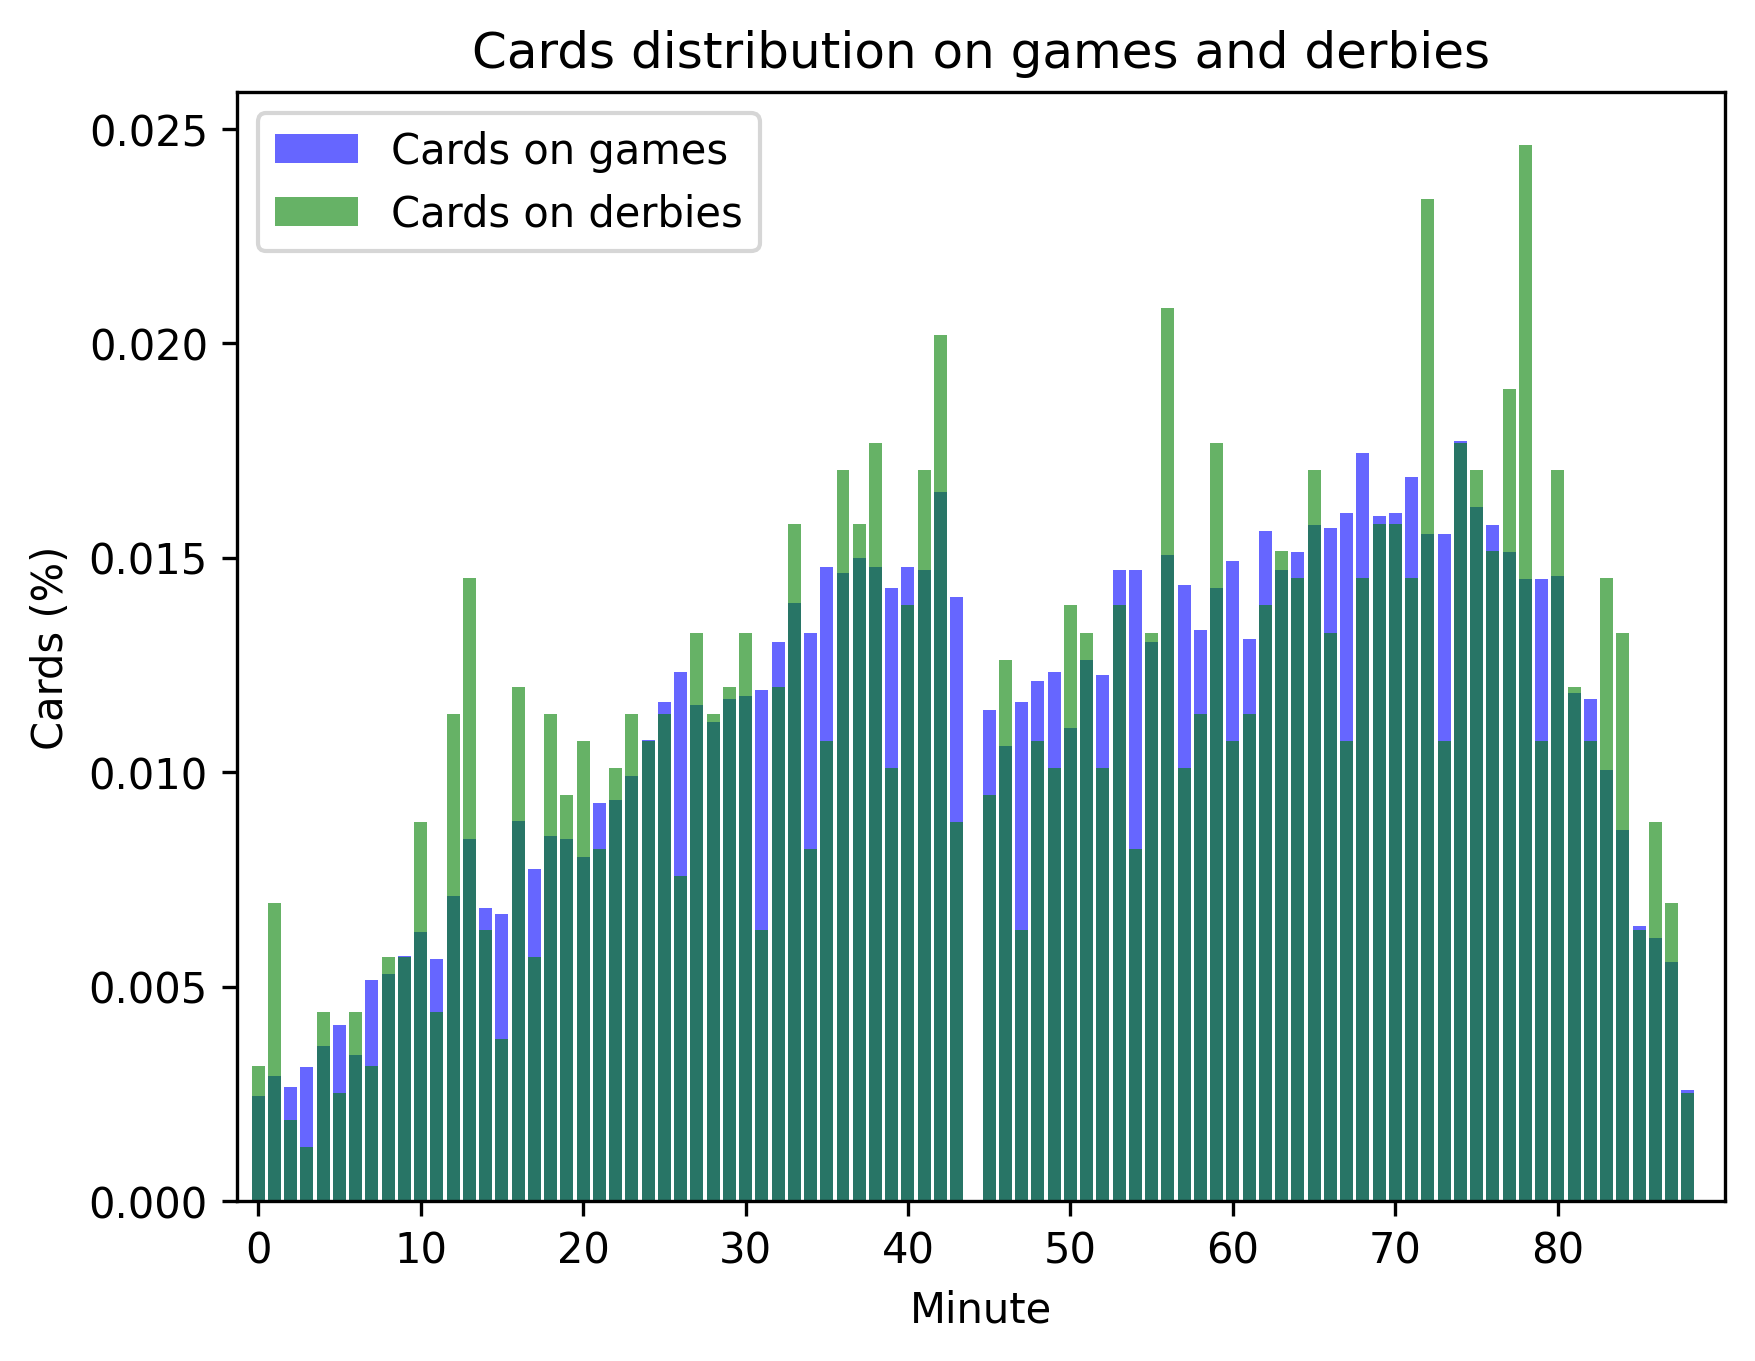 Cards distribution on games and derbies
Cards on games
Cards on derbies
Cards (%)
0.025
0.020
0.015
0.010
0.005
0.000
0 10 20 30 40 50 60 70 80
Minute